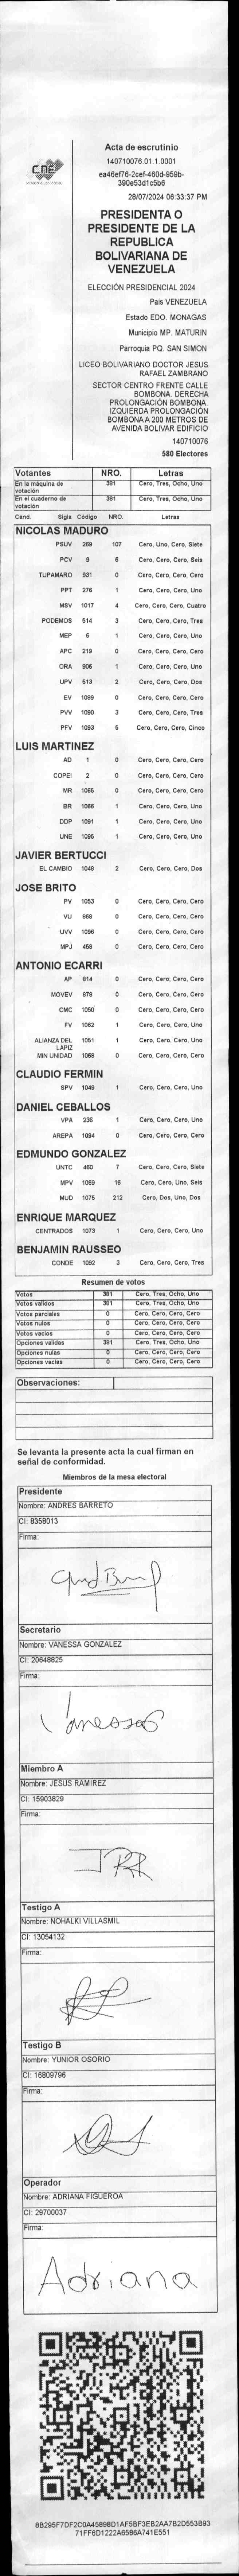 CNE
Acta de escrutinio
140710076.01.1.0001
ea46ef76-2cef-460d-959b-
390e53d1c5b6
28/07/2024 06:33:37 PM
PRESIDENTA O
PRESIDENTE DE LA
REPUBLICA
BOLIVARIANA DE
VENEZUELA
ELECCIÓN PRESIDENCIAL 2024
País VENEZUELA
Estado EDO. MONAGAS
Municipio MP. MATURIN
Parroquia PQ. SAN SIMON
LICEO BOLIVARIANO DOCTOR JESUS
RAFAEL ZAMBRANO
SECTOR CENTRO FRENTE CALLE
BOMBONA. DERECHA
PROLONGACIÓN BOMBONA.
IZQUIERDA PROLONGACIÓN
BOMBONA A 200 METROS DE
AVENIDA BOLIVAR EDIFICIO
140710076
580 Electores
Votantes NRO. Letras
En la máquina de votación 381 Cero, Tres, Ocho, Uno
En el cuaderno de votación 381 Cero, Tres, Ocho, Uno
Cand. Sigla Código NRO. Letras
NICOLAS MADURO
PSUV 269 107 Cero, Uno, Cero, Siete
PCV 9 6 Cero, Cero, Cero, Seis
TUPAMARO 931 0 Cero, Cero, Cero, Cero
PPT 276 1 Cero, Cero, Cero, Uno
MSV 1017 4 Cero, Cero, Cero, Cuatro
PODEMOS 514 3 Cero, Cero, Cero, Tres
MEP 6 1 Cero, Cero, Cero, Uno
APC 219 0 Cero, Cero, Cero, Cero
ORA 906 1 Cero, Cero, Cero, Uno
UPV 613 2 Cero, Cero, Cero, Dos
EV 1089 0 Cero, Cero, Cero, Cero
PVV 1090 3 Cero, Cero, Cero, Tres
PFV 1093 5 Cero, Cero, Cero, Cinco
LUIS MARTINEZ
AD 1 0 Cero, Cero, Cero, Cero
COPEI 2 0 Cero, Cero, Cero, Cero
MR 1065 0 Cero, Cero, Cero, Cero
BR 1066 1 Cero, Cero, Cero, Uno
DDP 1091 1 Cero, Cero, Cero, Uno
UNE 1095 1 Cero, Cero, Cero, Uno
JAVIER BERTUCCI
EL CAMBIO 1048 2 Cero, Cero, Cero, Dos
JOSE BRITO
PV 1053 0 Cero, Cero, Cero, Cero
VU 868 0 Cero, Cero, Cero, Cero
UVV 1096 0 Cero, Cero, Cero, Cero
MPJ 458 0 Cero, Cero, Cero, Cero
ANTONIO ECARRI
AP 814 0 Cero, Cero, Cero, Cero
MOVEV 878 0 Cero, Cero, Cero, Cero
CMC 1050 0 Cero, Cero, Cero, Cero
FV 1062 1 Cero, Cero, Cero, Uno
ALIANZA DEL LAPIZ 1051 1 Cero, Cero, Cero, Uno
MIN UNIDAD 1068 0 Cero, Cero, Cero, Cero
CLAUDIO FERMIN
SPV 1049 1 Cero, Cero, Cero, Uno
DANIEL CEBALLOS
VPA 236 1 Cero, Cero, Cero, Uno
AREPA 1094 0 Cero, Cero, Cero, Cero
EDMUNDO GONZALEZ
UNTC 460 7 Cero, Cero, Cero, Siete
MPV 1069 16 Cero, Cero, Uno, Seis
MUD 1075 212 Cero, Dos, Uno, Dos
ENRIQUE MARQUEZ
CENTRADOS 1073 1 Cero, Cero, Cero, Uno
BENJAMIN RAUSSEO
CONDE 1092 3 Cero, Cero, Cero, Tres
Resumen de votos
Votos 381 Cero, Tres, Ocho, Uno
Votos validos 381 Cero, Tres, Ocho, Uno
Votos parciales 0 Cero, Cero, Cero, Cero
Votos nulos 0 Cero, Cero, Cero, Cero
Votos vacios 0 Cero, Cero, Cero, Cero
Opciones validas 381 Cero, Tres, Ocho, Uno
Opciones nulas 0 Cero, Cero, Cero, Cero
Opciones vacias 0 Cero, Cero, Cero, Cero
Observaciones:
Se levanta la presente acta la cual firman en
señal de conformidad.
Miembros de la mesa electoral
Presidente
Nombre: ANDRES BARRETO
CI: 8358013
Firma:
Secretario
Nombre: VANESSA GONZALEZ
CI: 20648625
Firma:
Vanessa G
Miembro A
Nombre: JESUS RAMIREZ
CI: 15903829
Firma:
JRR
Testigo A
Nombre: NOHALKI VILLASMIL
CI: 13054132
Firma:
Testigo B
Nombre: YUNIOR OSORIO
CI: 16809796
Firma:
Operador
Nombre: ADRIANA FIGUEROA
CI: 29700037
Firma:
Adriana
8B295F7DF2C0A45898D1AF5BF3EB2AA7B2D553B93
71FF6D1222A6586A741E551